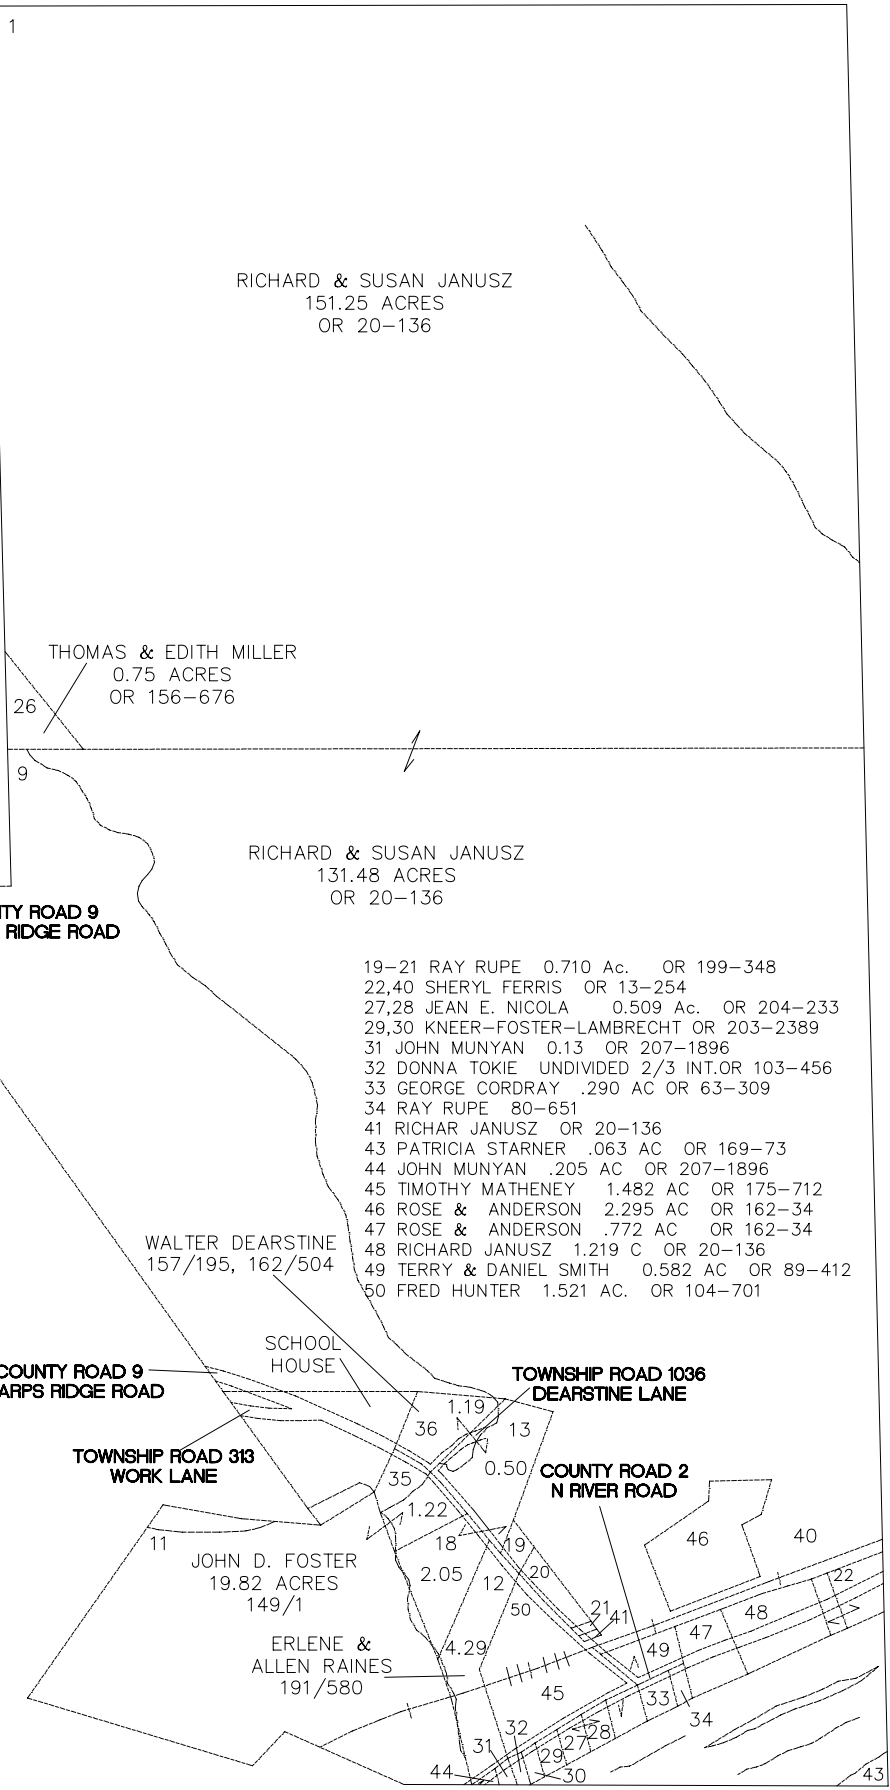 1
RICHARD & SUSAN JANUSZ
151.25 ACRES
OR 20-136
THOMAS & EDITH MILLER
0.75 ACRES
OR 156-676
26
9
RICHARD & SUSAN JANUSZ
131.48 ACRES
OR 20-136
TY ROAD 9
RIDGE ROAD
19-21 RAY RUPE 0.710 Ac. OR 199-348
22,40 SHERYL FERRIS OR 13-254
27,28 JEAN E. NICOLA 0.509 Ac. OR 204-233
29,30 KNEER-FOSTER-LAMBRECHT OR 203-2389
31 JOHN MUNYAN 0.13 OR 207-1896
32 DONNA TOKIE UNDIVIDED 2/3 INT.OR 103-456
33 GEORGE CORDRAY .290 AC OR 63-309
34 RAY RUPE 80-651
41 RICHAR JANUSZ OR 20-136
43 PATRICIA STARNER .063 AC OR 169-73
44 JOHN MUNYAN .205 AC OR 207-1896
45 TIMOTHY MATHENEY 1.482 AC OR 175-712
46 ROSE & ANDERSON 2.295 AC OR 162-34
47 ROSE & ANDERSON .772 AC OR 162-34
48 RICHARD JANUSZ 1.219 C OR 20-136
49 TERRY & DANIEL SMITH 0.582 AC OR 89-412
50 FRED HUNTER 1.521 AC. OR 104-701
WALTER DEARSTINE
157/195, 162/504
SCHOOL
HOUSE
COUNTY ROAD 9
ARPS RIDGE ROAD
TOWNSHIP ROAD 1036
DEARSTINE LANE
1.19
36
13
TOWNSHIP ROAD 313
WORK LANE
35
0.50
COUNTY ROAD 2
N RIVER ROAD
1.22
11
18
19
46
40
JOHN D. FOSTER
19.82 ACRES
149/1
2.05
12
20
22
50
21
41
48
47
ERLENE &
ALLEN RAINES
191/580
4.29
49
45
33
34
32
28
27
31
29
30
44
43